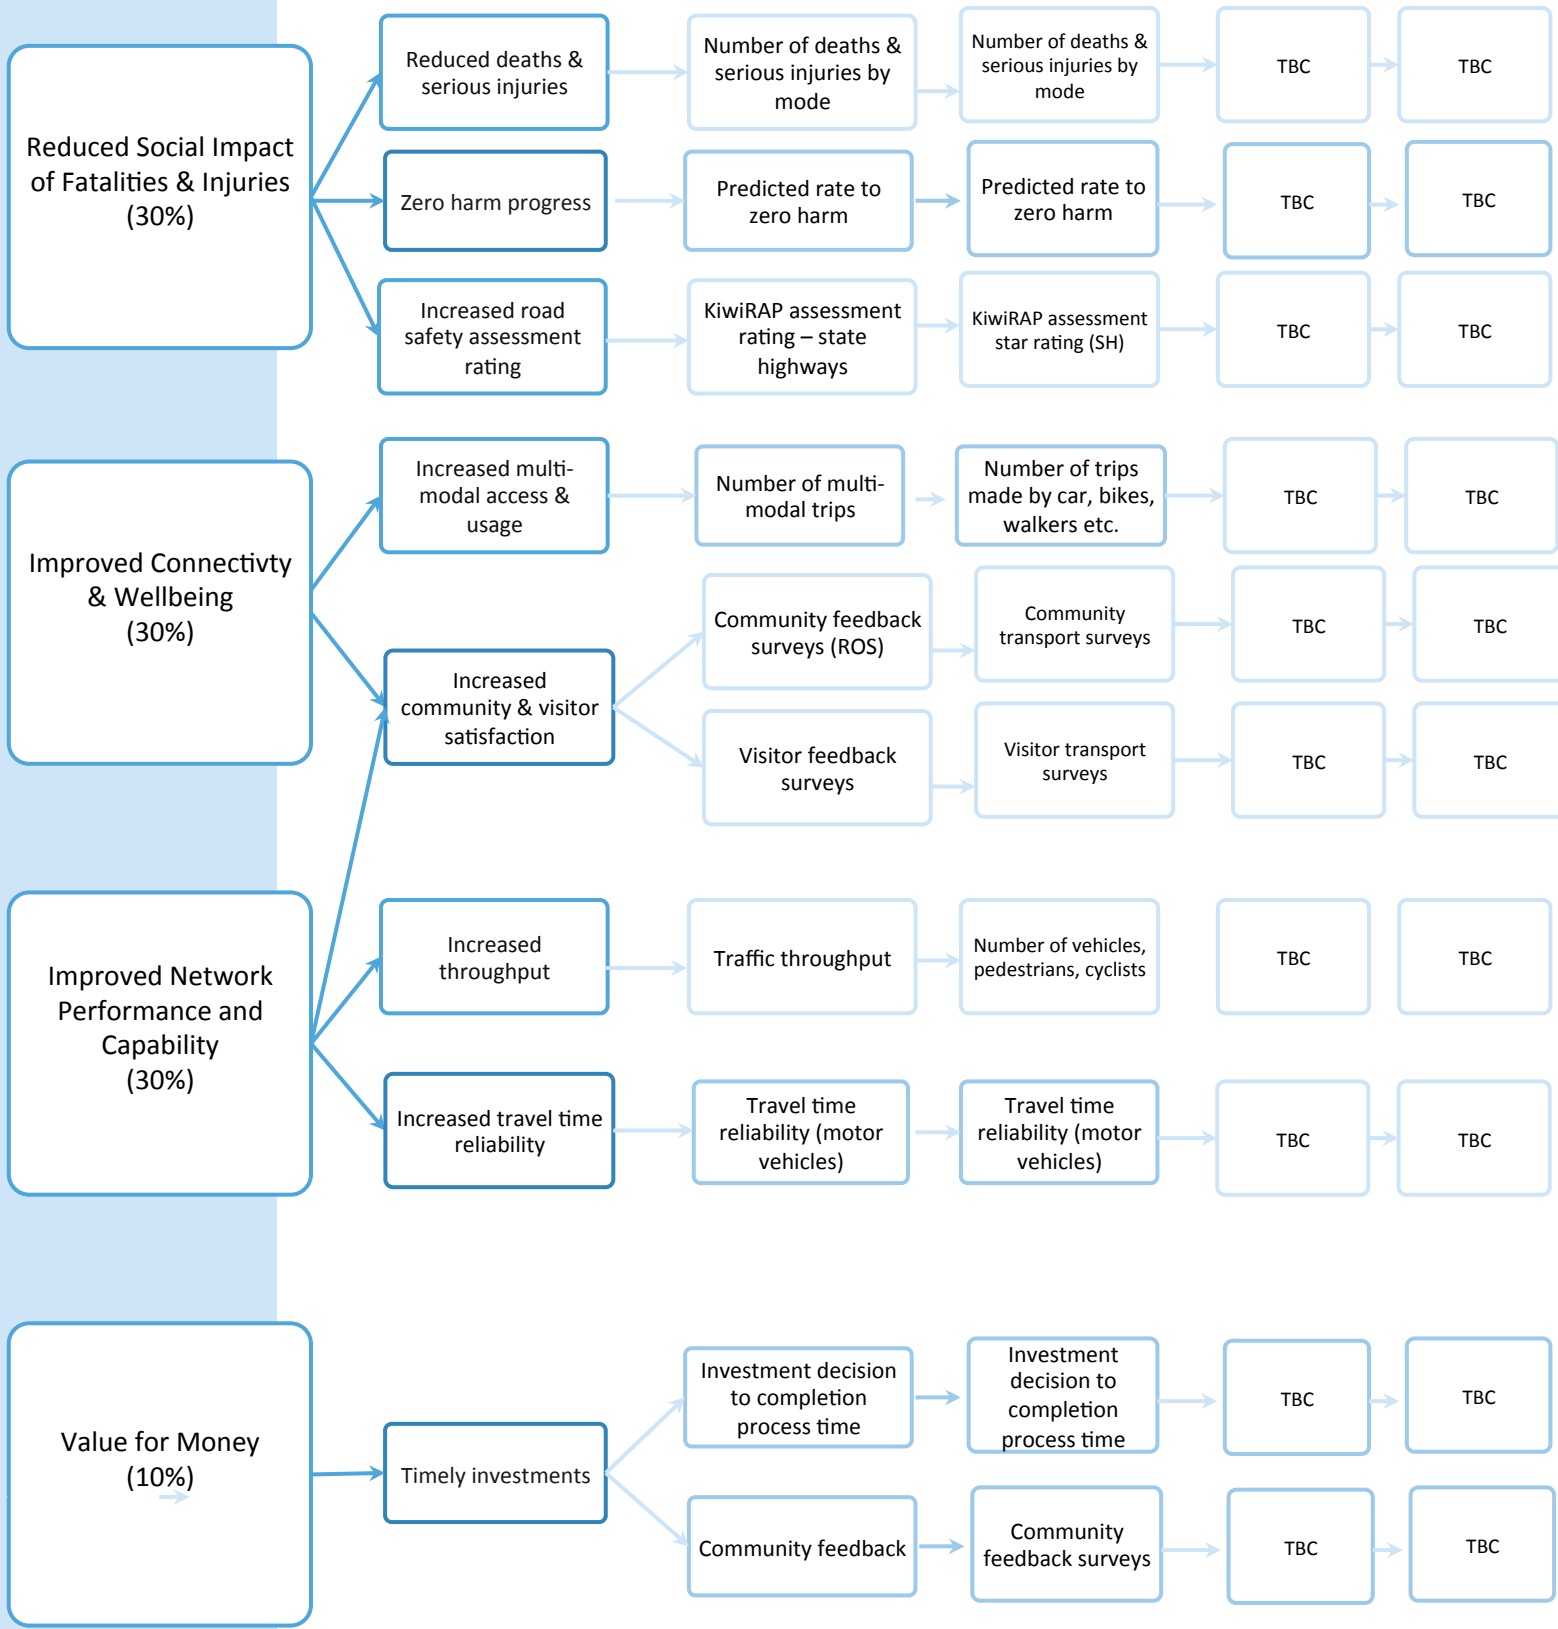 Reduced Social Impact
of Fatalities & Injuries
(30%)
Reduced deaths &
serious injuries
Number of deaths &
serious injuries by
mode
Number of deaths &
serious injuries by
mode
TBC
TBC
Zero harm progress
Predicted rate to
zero harm
Predicted rate to
zero harm
TBC
TBC
Increased road
safety assessment
rating
KiwiRAP assessment
rating – state
highways
KiwiRAP assessment
star rating (SH)
TBC
TBC
Improved Connectivty
& Wellbeing
(30%)
Increased multi-
modal access &
usage
Number of multi-
modal trips
Number of trips
made by car, bikes,
walkers etc.
TBC
TBC
Increased
community & visitor
satisfaction
Community feedback
surveys (ROS)
Community
transport surveys
TBC
TBC
Visitor feedback
surveys
Visitor transport
surveys
TBC
TBC
Improved Network
Performance and
Capability
(30%)
Increased
throughput
Traffic throughput
Number of vehicles,
pedestrians, cyclists
TBC
TBC
Increased travel time
reliability
Travel time
reliability (motor
vehicles)
Travel time
reliability (motor
vehicles)
TBC
TBC
Value for Money
(10%)
Timely investments
Investment decision
to completion
process time
Investment
decision to
completion
process time
TBC
TBC
Community feedback
Community
feedback surveys
TBC
TBC